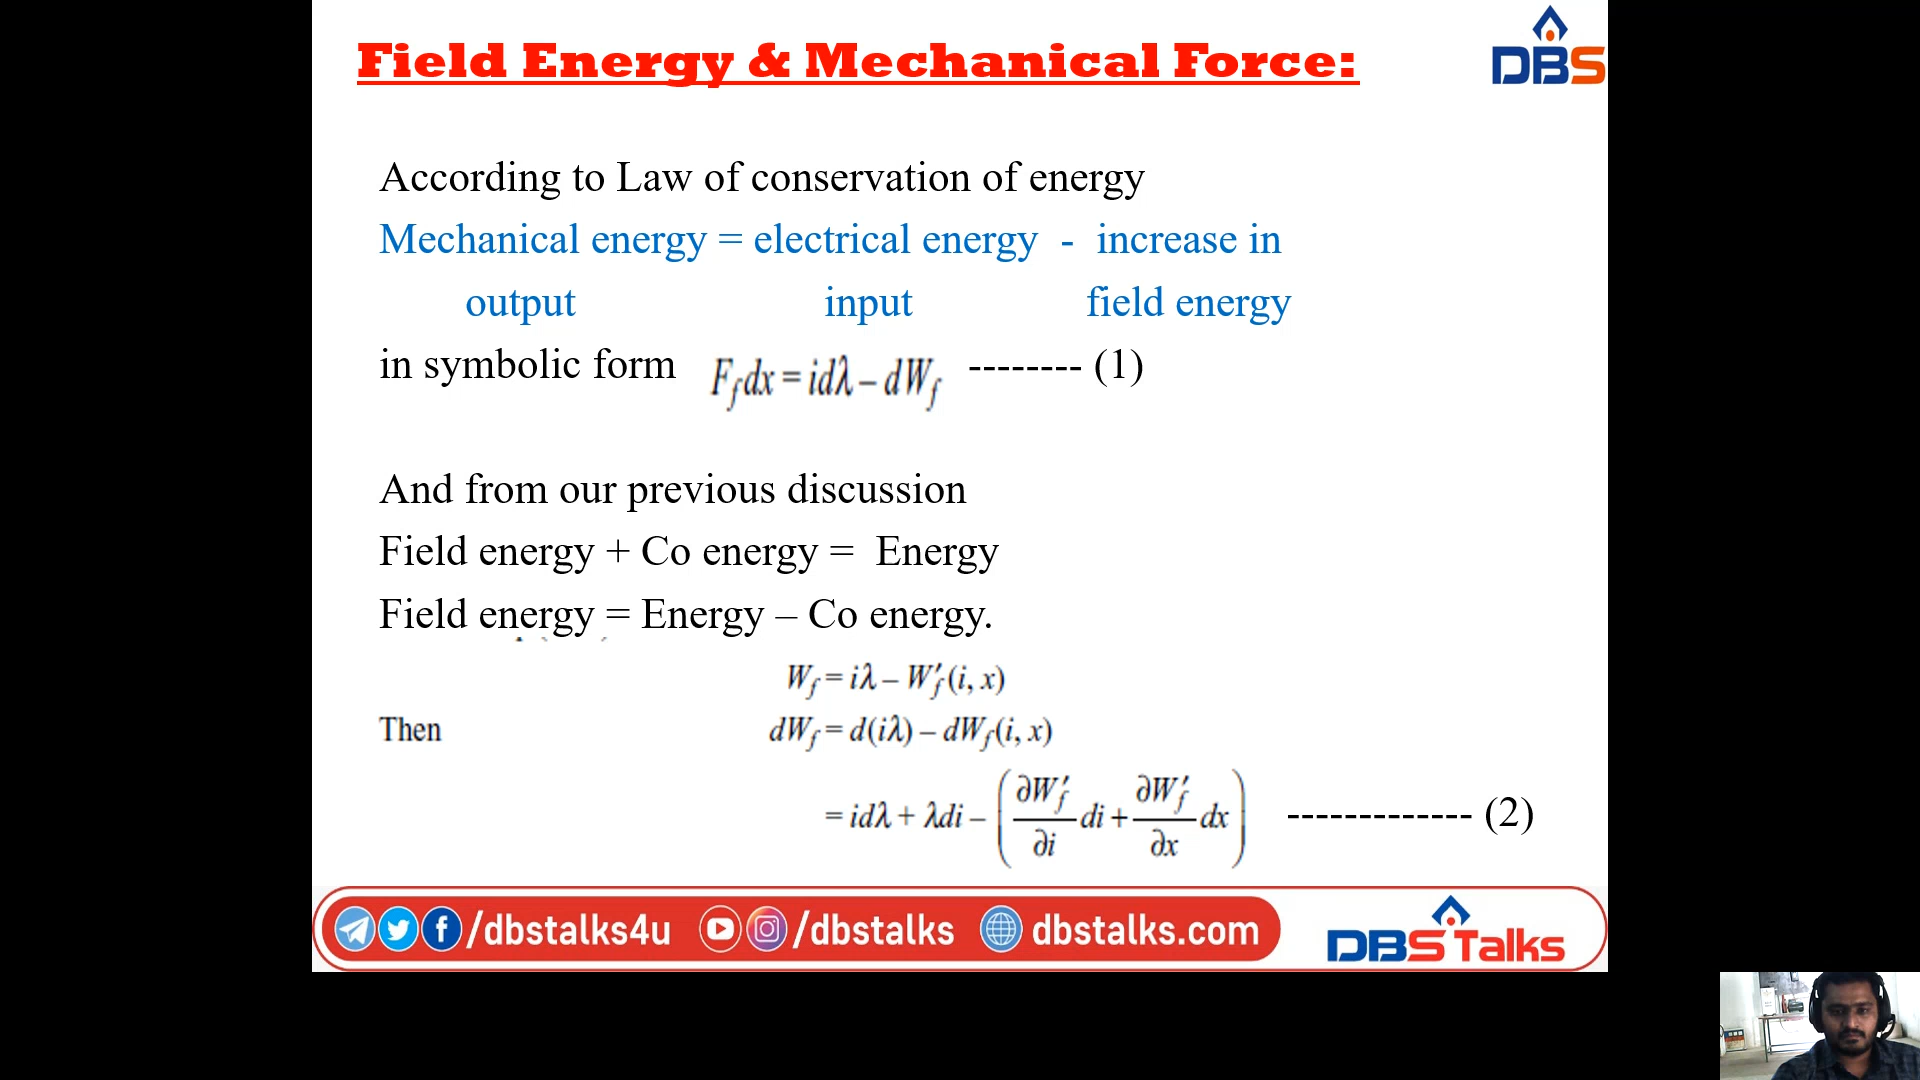 Field Energy & Mechanical Force:
DBS
According to Law of conservation of energy
Mechanical energy = electrical energy - increase in
output input field energy
in symbolic form F_f dx = idλ – dW_f -------- (1)
And from our previous discussion
Field energy + Co energy = Energy
Field energy = Energy – Co energy.
W_f = iλ – W′_f (i, x)
Then dW_f = d(iλ) – dW_f (i, x)
= idλ + λdi – (∂W′_f/∂i di + ∂W′_f/∂x dx) ------------- (2)
/dbstalks4u /dbstalks dbstalks.com DBS Talks